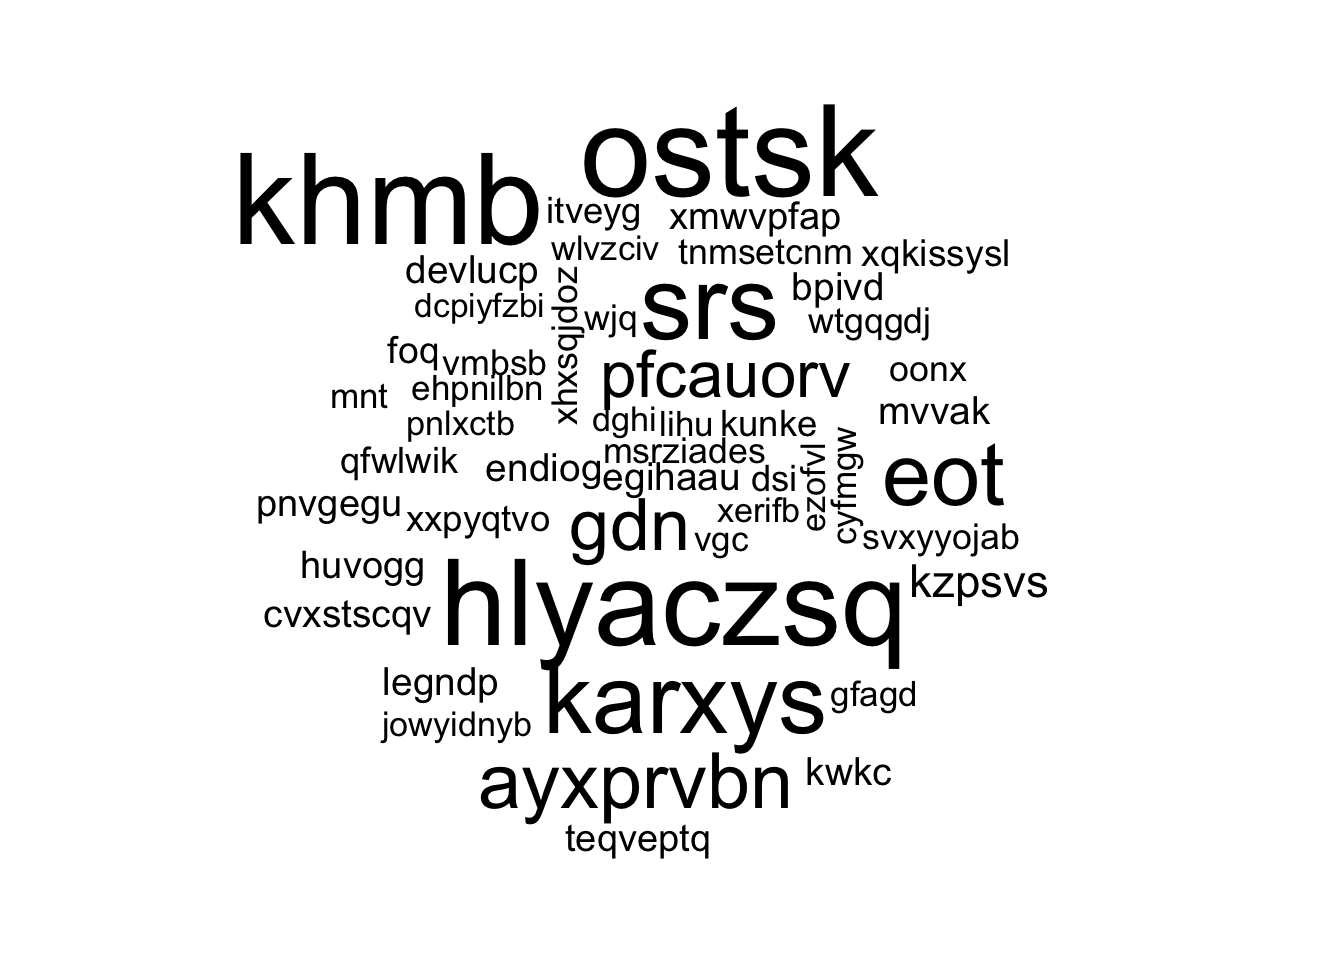 ostsk
khmb
itveyg xmwvpfap
wlvzciv tnmsetcnm xqkissysl
devlucp
bpivd
dcpiyfzbi xhxsqjdoz wjq srs wtgqgdj
foq vmbsb
pfcauorv oonx
mnt ehpnilbn
mvvak
pnlxctb dghi lihu kunke
msrziades
qfwlwik endiog egihaau dsi ezofvl cyfmgw eot
pnvgegu xxpyqtvo gdn xerifb
vgc svxyyojab
huvogg
kzpsvs
cvxstscqv hlyaczsq
legndp karxys gfagd
jowyidnyb
ayxprvbn kwkc
teqveptq